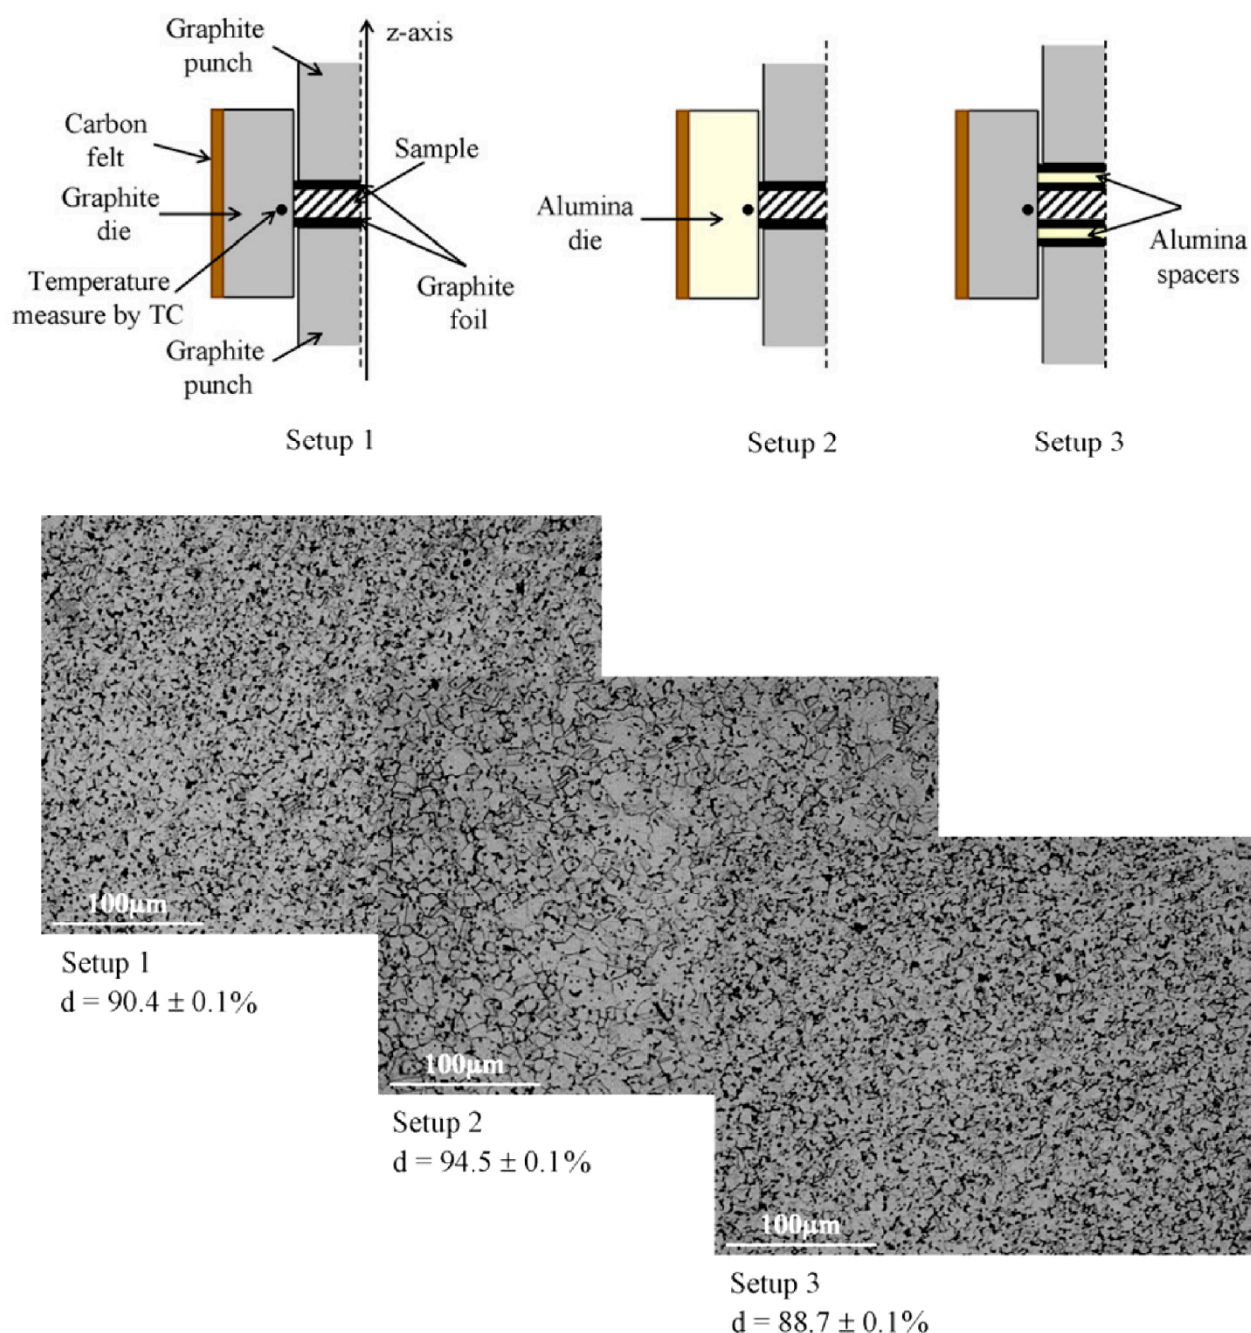 Graphite
punch
z-axis
Carbon
felt
Sample
Graphite
die
Alumina
die
Temperature
measure by TC
Graphite
foil
Alumina
spacers
Graphite
punch
Setup 1
Setup 2
Setup 3
100µm
Setup 1
d = 90.4 ± 0.1%
100µm
Setup 2
d = 94.5 ± 0.1%
100µm
Setup 3
d = 88.7 ± 0.1%